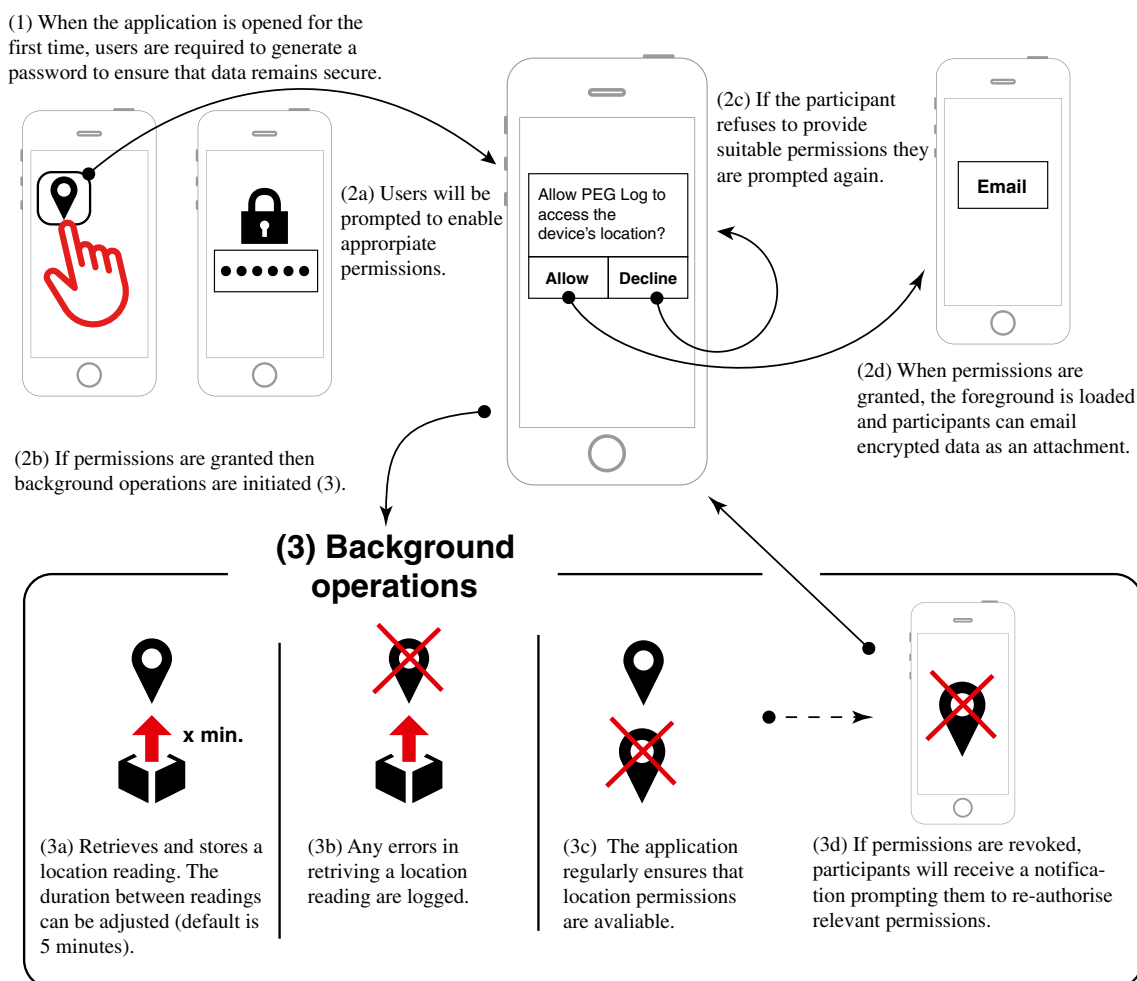 (1) When the application is opened for the
first time, users are required to generate a
password to ensure that data remains secure.
(2a) Users will be
prompted to enable
approrpiate
permissions.
Allow PEG Log to
access the
device's location?
Allow
Decline
(2c) If the participant
refuses to provide
suitable permissions they
are prompted again.
Email
(2d) When permissions are
granted, the foreground is loaded
and participants can email
encrypted data as an attachment.
(2b) If permissions are granted then
background operations are initiated (3).
(3) Background
operations
x min.
(3a) Retrieves and stores a
location reading. The
duration between readings
can be adjusted (default is
5 minutes).
(3b) Any errors in
retriving a location
reading are logged.
(3c) The application
regularly ensures that
location permissions
are avaliable.
(3d) If permissions are revoked,
participants will receive a notifica-
tion prompting them to re-authorise
relevant permissions.